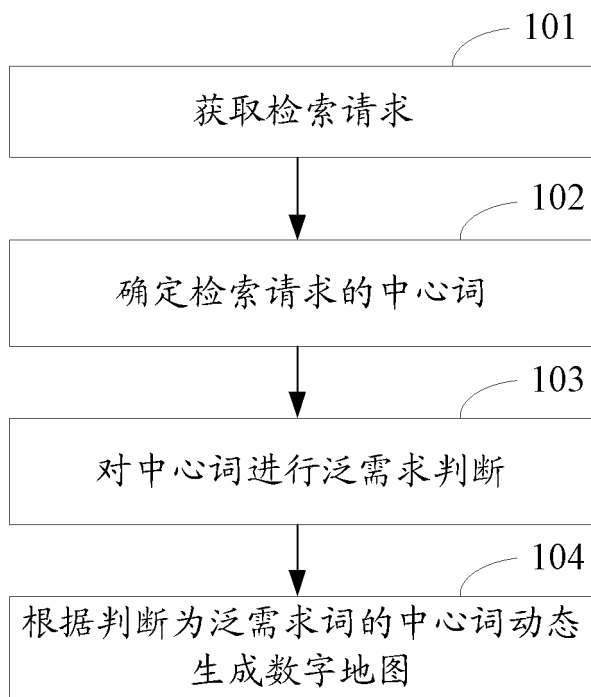 101
获取检索请求
102
确定检索请求的中心词
103
对中心词进行泛需求判断
104
根据判断为泛需求词的中心词动态
生成数字地图